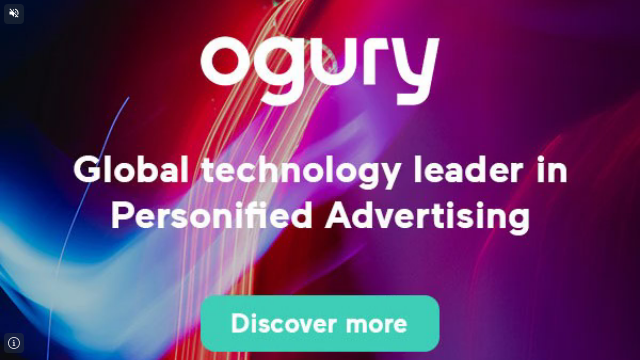 ogury
Global technology leader in
Personified Advertising
Discover more